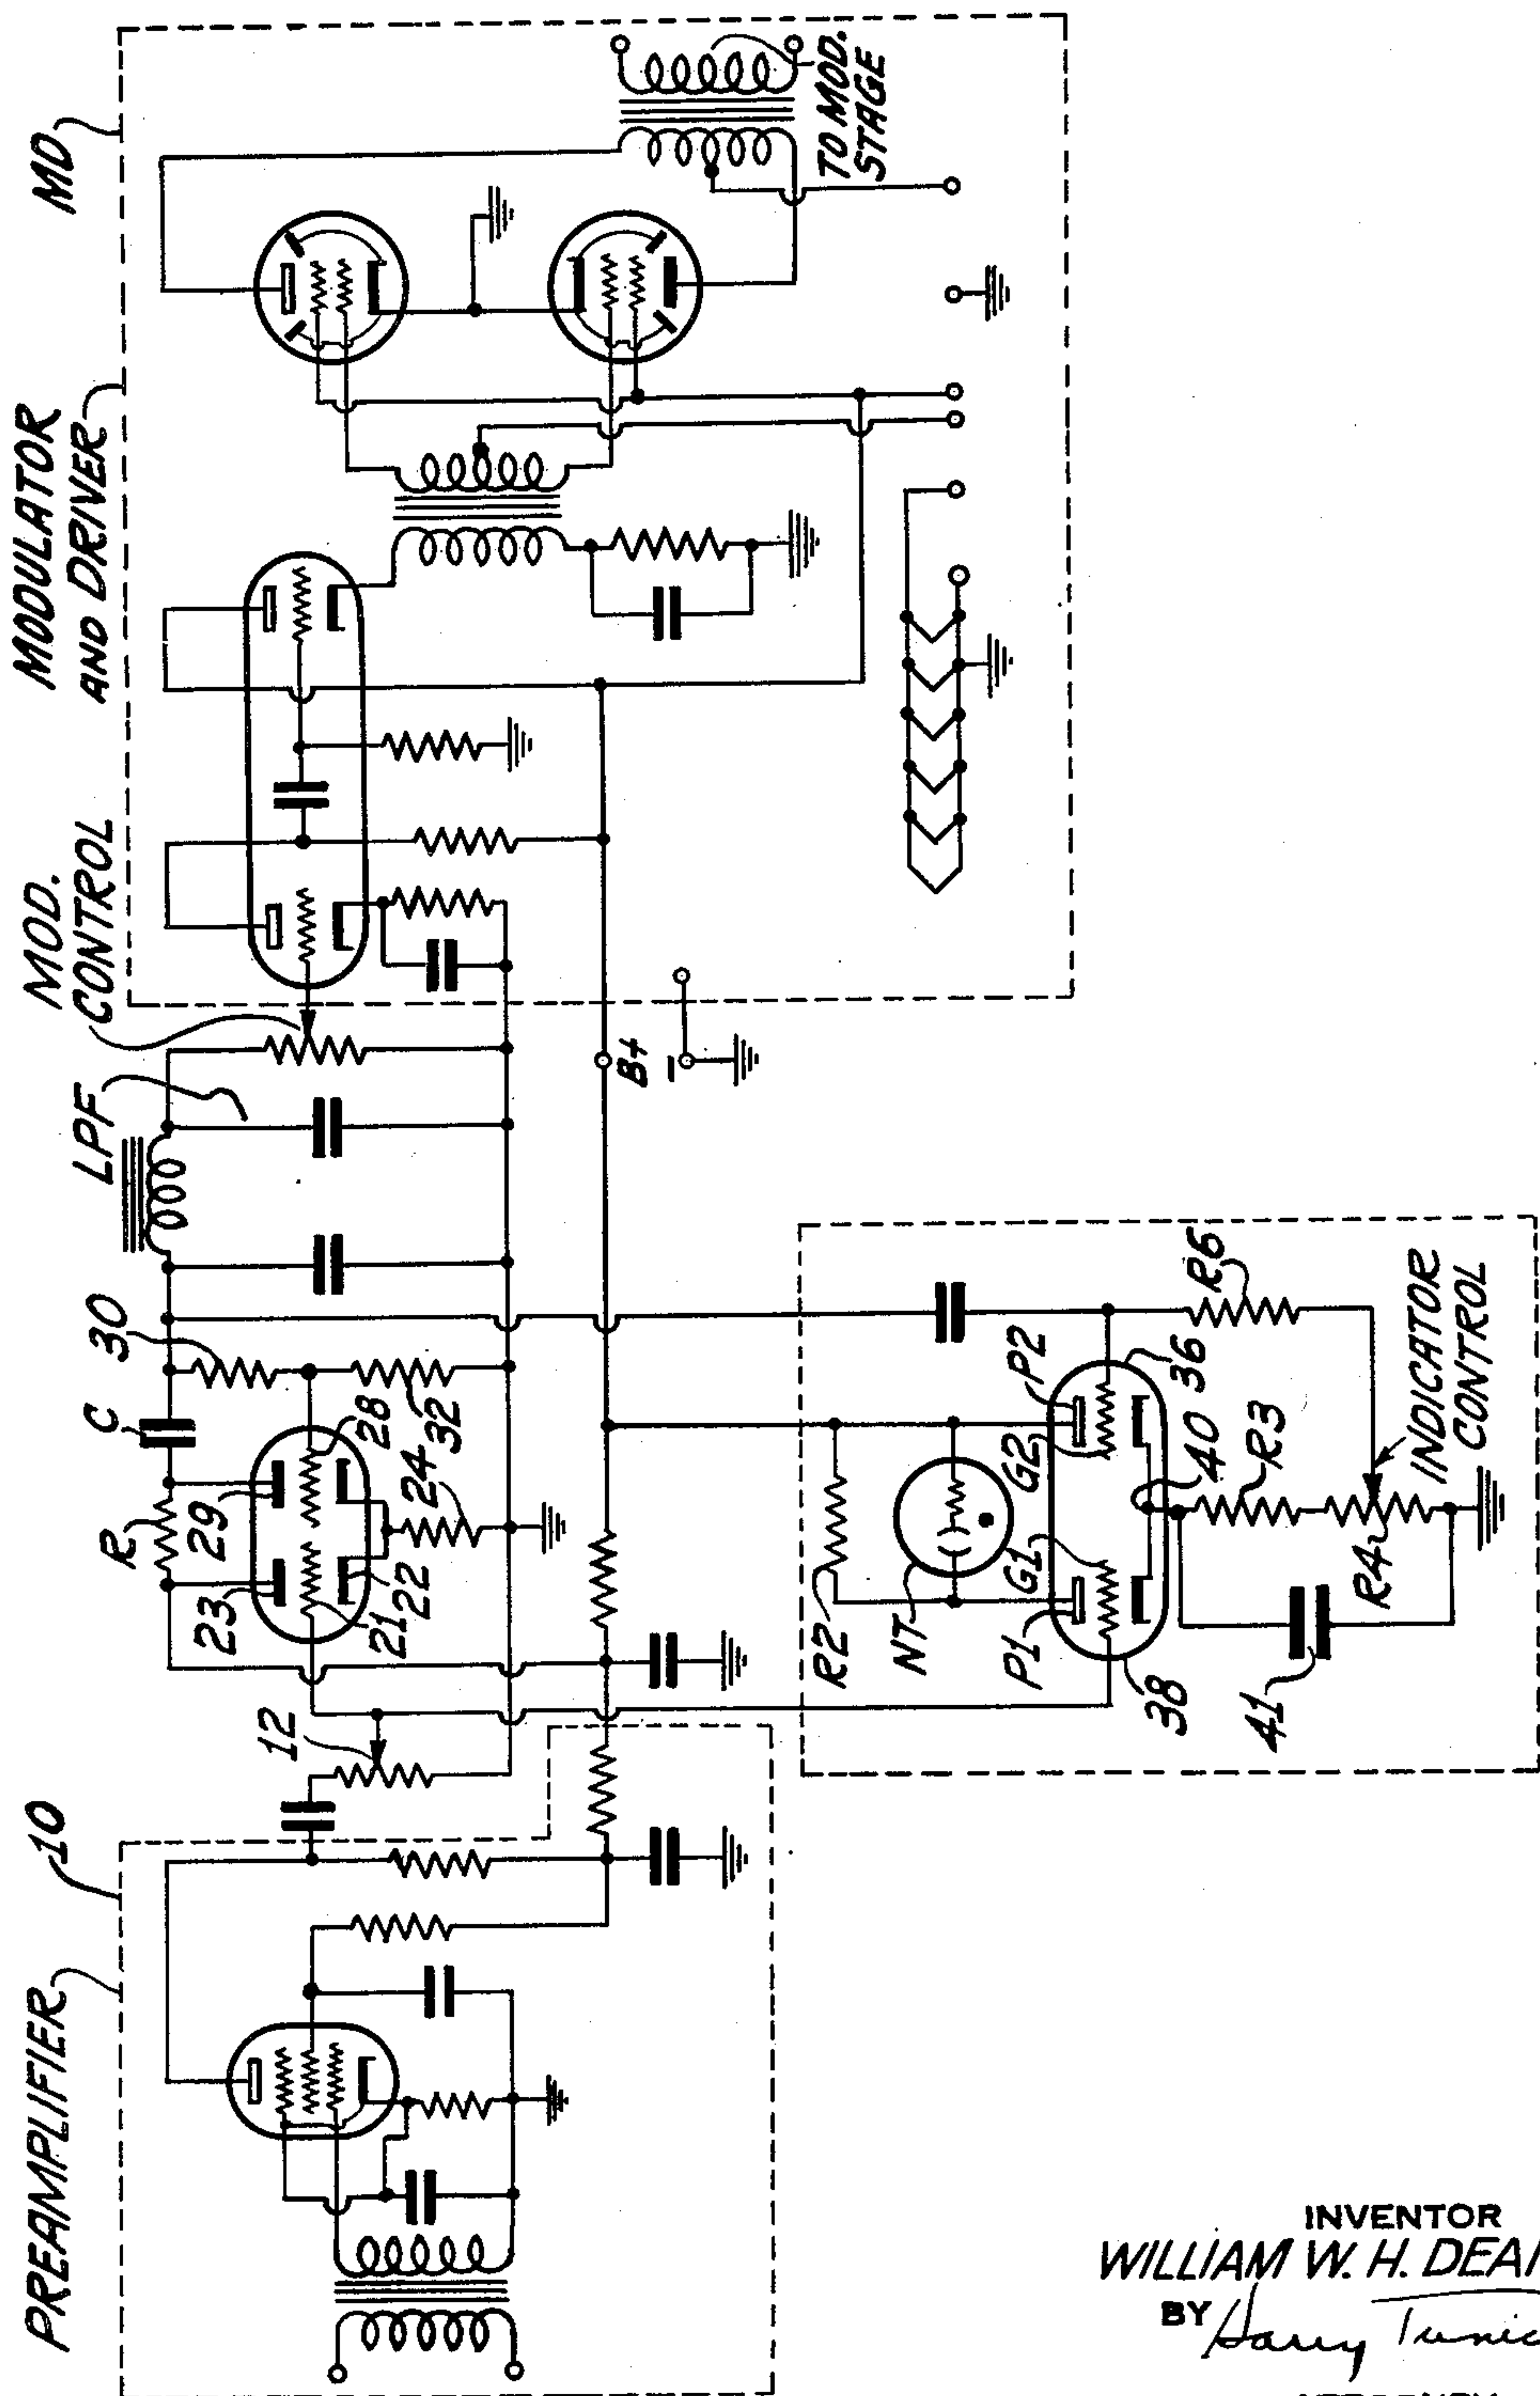 PREAMPLIFIER
10
12
R
C
30
23
29
21
22
24
28
32
LPF
MOD.
CONTROL
MODULATOR
AND DRIVER
MD
TO MOD.
STAGE
B+
−
R2
NT
P1
G1
G2
P2
38
36
40
41
R3
R4
R6
INDICATOR
CONTROL
INVENTOR
WILLIAM W. H. DEA
BY Harry